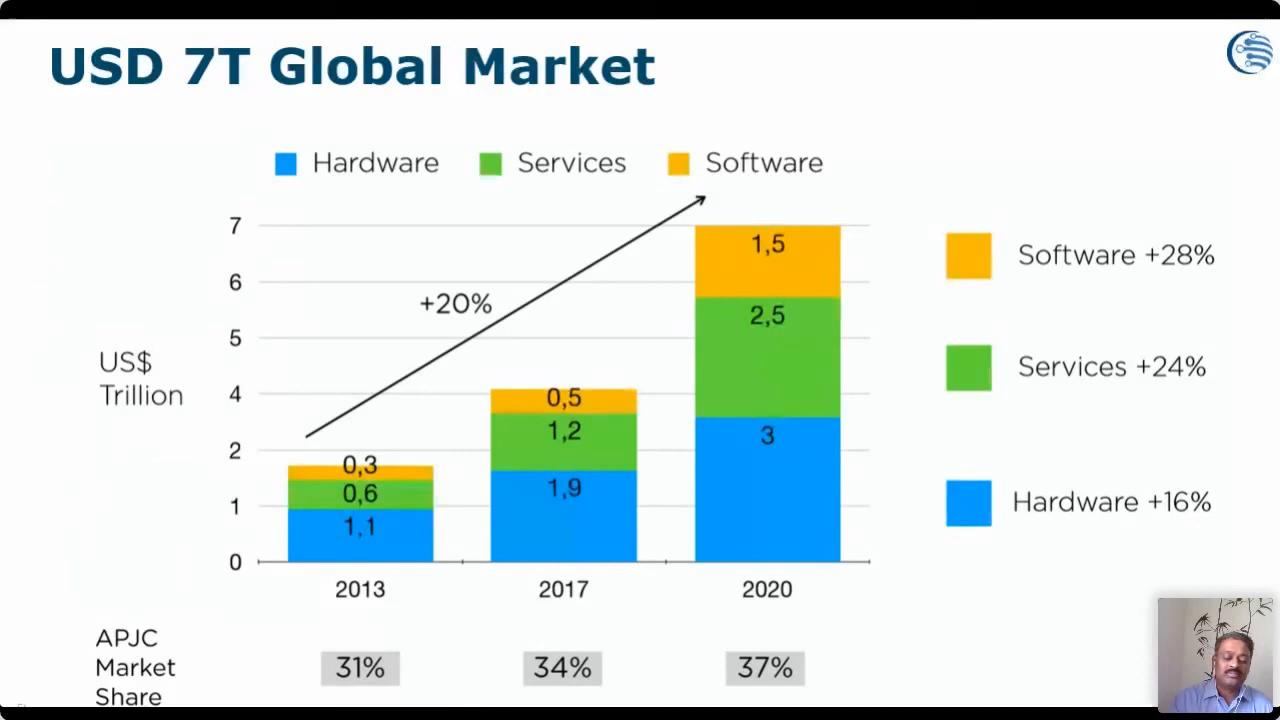 USD 7T Global Market
Hardware Services Software
7
6
5
4
2
1
0
US$
Trillion
+20%
0,3
0,6
1,1
0,5
1,2
1,9
1,5
2,5
3
2013 2017 2020
Software +28%
Services +24%
Hardware +16%
APJC
Market
Share
31% 34% 37%